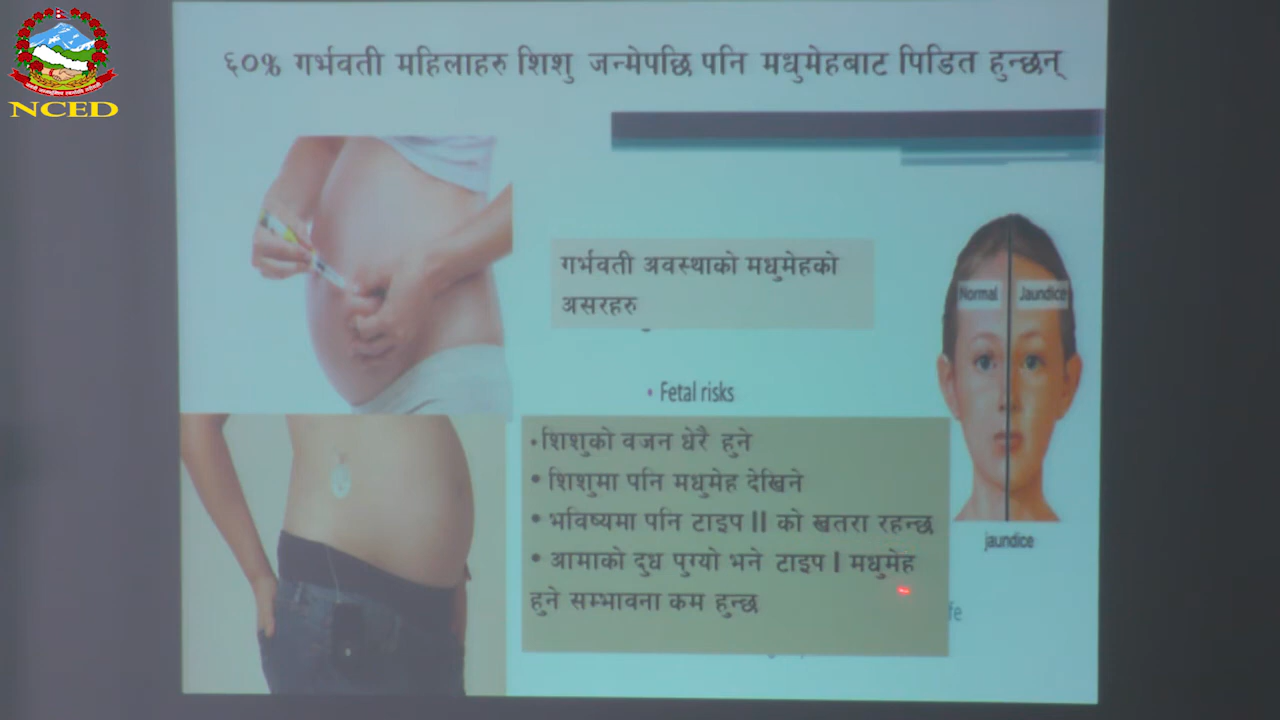 NCED
६०% गर्भवती महिलाहरु शिशु जन्मेपछि पनि मधुमेहबाट पिडित हुन्छन्
गर्भवती अवस्थाको मधुमेहको
असरहरु
Normal
Jaundice
• Fetal risks
•शिशुको वजन धेरै हुने
• शिशुमा पनि मधुमेह देखिने
• भविष्यमा पनि टाइप II को खतरा रहन्छ
• आमाको दुध पुग्यो भने टाइप I मधुमेह
हुने सम्भावना कम हुन्छ
jaundice